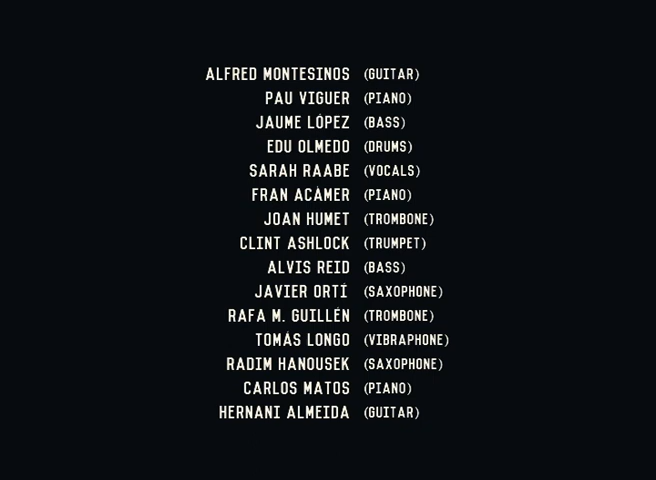 ALFRED MONTESINOS (GUITAR)
PAU VIGUER (PIANO)
JAUME LÓPEZ (BASS)
EDU OLMEDO (DRUMS)
SARAH RAABE (VOCALS)
FRAN ACÁMER (PIANO)
JOAN HUMET (TROMBONE)
CLINT ASHLOCK (TRUMPET)
ALVIS REID (BASS)
JAVIER ORTÍ (SAXOPHONE)
RAFA M. GUILLÉN (TROMBONE)
TOMÁS LONGO (VIBRAPHONE)
RADIM HANOUSEK (SAXOPHONE)
CARLOS MATOS (PIANO)
HERNANI ALMEIDA (GUITAR)